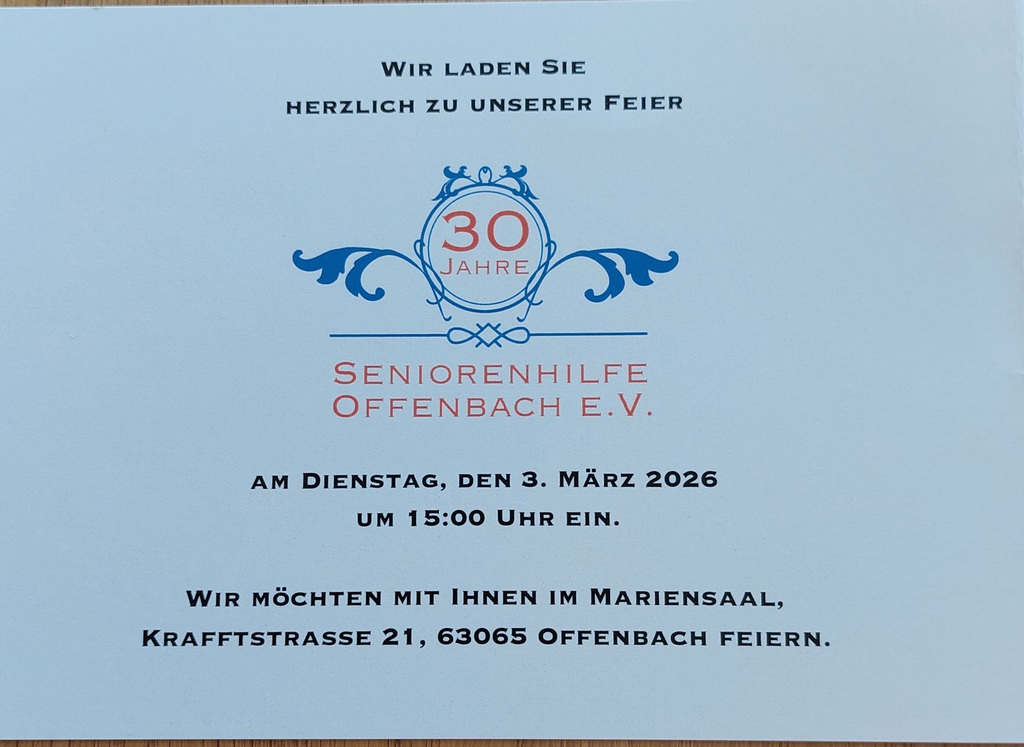 Wir laden Sie
herzlich zu unserer Feier
30
Jahre
Seniorenhilfe
Offenbach e.V.
am Dienstag, den 3. März 2026
um 15:00 Uhr ein.
Wir möchten mit Ihnen im Mariensaal,
Krafftstrasse 21, 63065 Offenbach feiern.